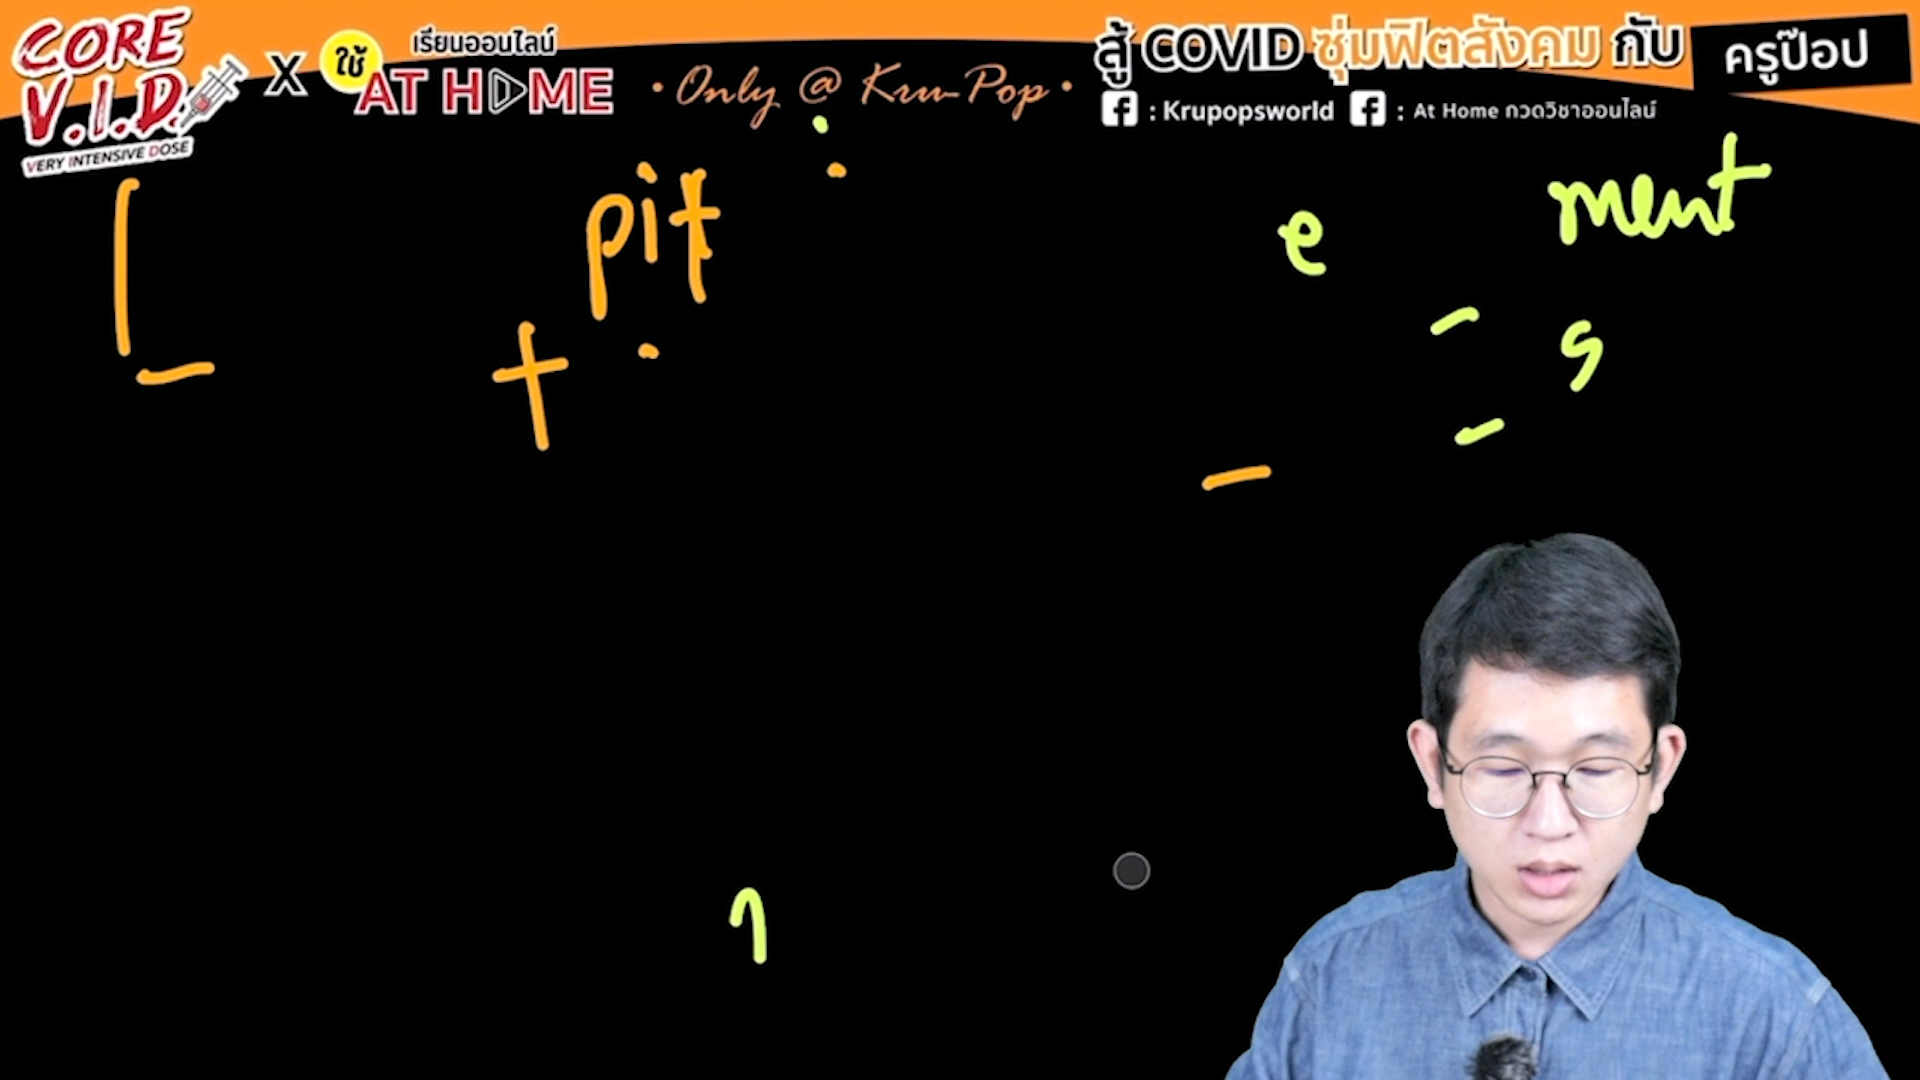 CORE V.I.D.
VERY INTENSIVE DOSE
X
ใช้
เรียนออนไลน์
AT HOME
• Only @ Kru-Pop •
สู้ COVID ซุ่มฟิตสังคม กับ ครูป๊อป
: Krupopsworld : At Home กวดวิชาออนไลน์
pit
e ment
s